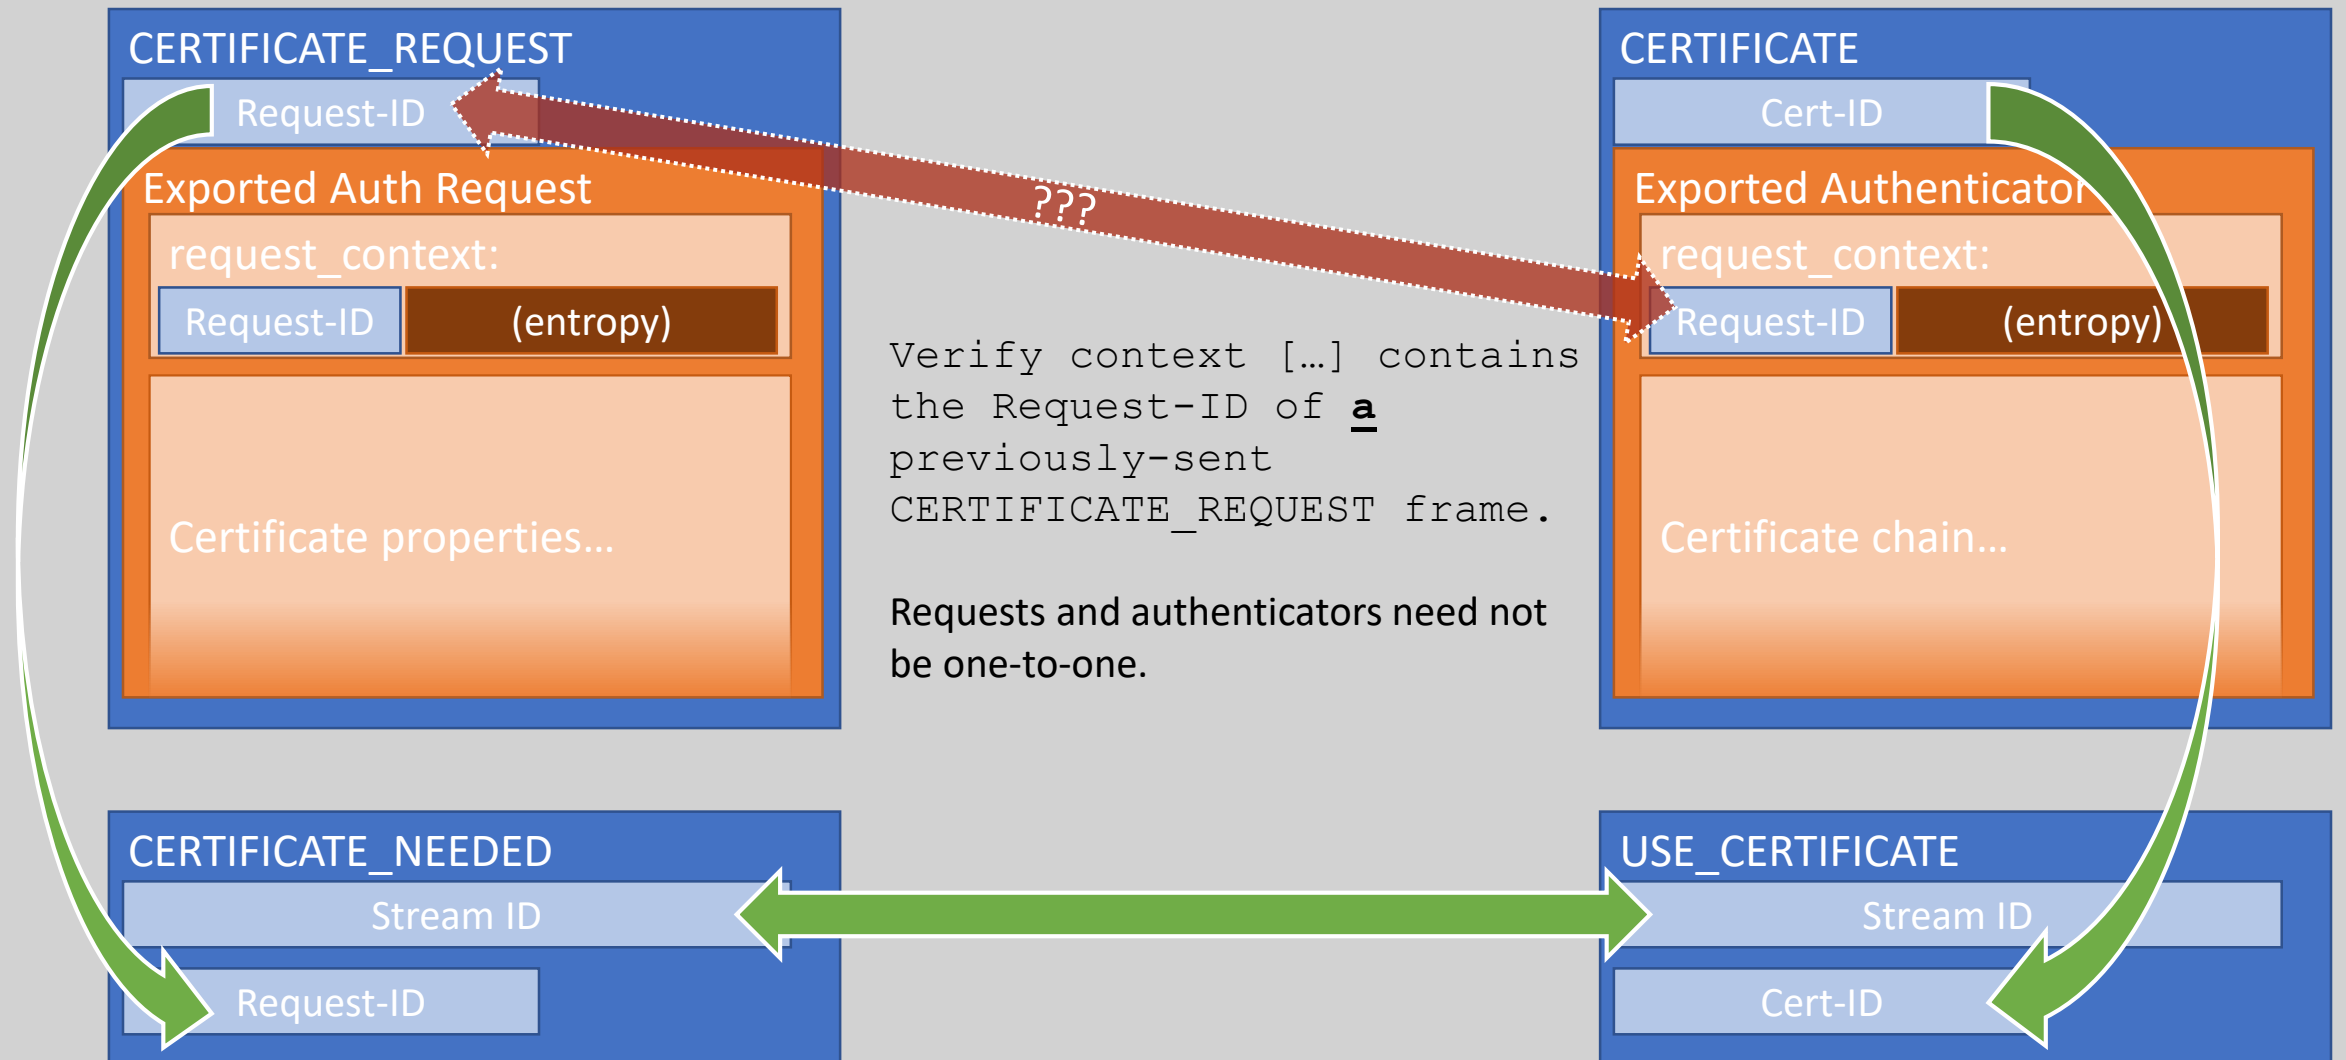 CERTIFICATE_REQUEST
Request-ID
Exported Auth Request
request_context:
Request-ID
(entropy)
Certificate properties...
???
Verify context […] contains
the Request-ID of a
previously-sent
CERTIFICATE_REQUEST frame.
Requests and authenticators need not
be one-to-one.
CERTIFICATE
Cert-ID
Exported Authenticator
request_context:
Request-ID
(entropy)
Certificate chain...
CERTIFICATE_NEEDED
Stream ID
Request-ID
USE_CERTIFICATE
Stream ID
Cert-ID